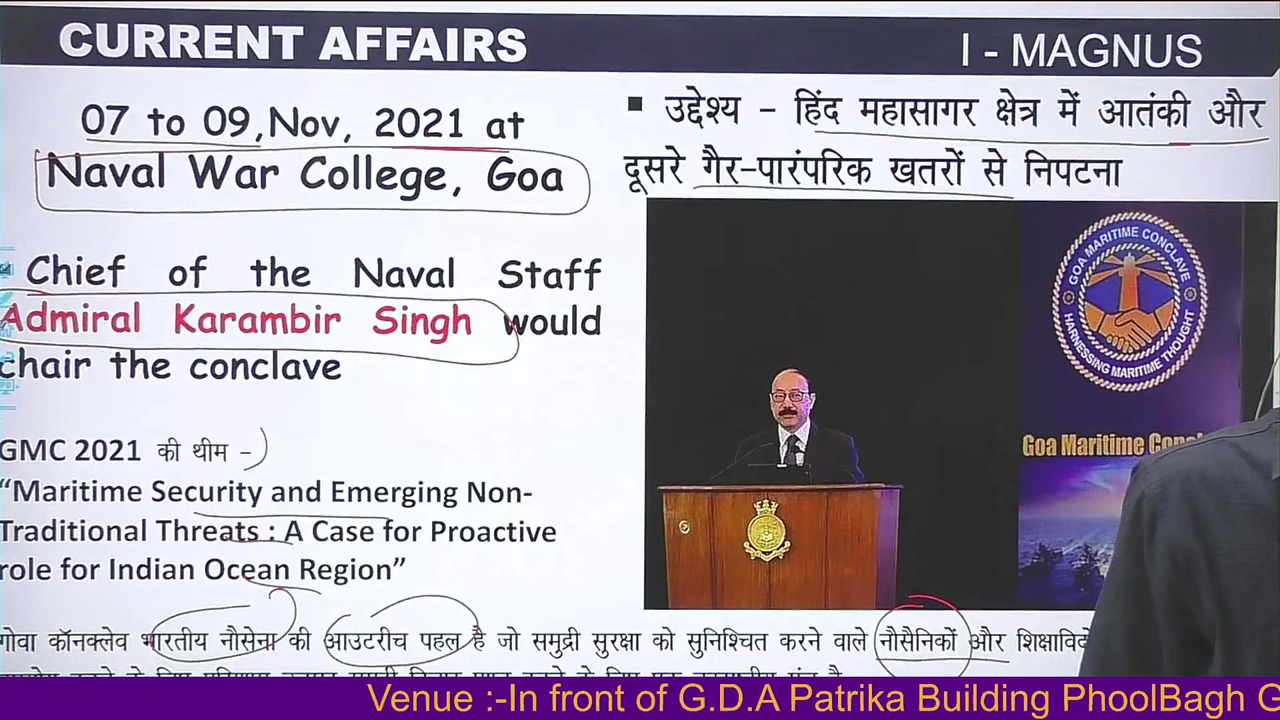 CURRENT AFFAIRS
I - MAGNUS
07 to 09,Nov, 2021 at
Naval War College, Goa
Chief of the Naval Staff
Admiral Karambir Singh would
chair the conclave
GMC 2021 की थीम -
“Maritime Security and Emerging Non-
Traditional Threats : A Case for Proactive
role for Indian Ocean Region”
▪ उद्देश्य – हिंद महासागर क्षेत्र में आतंकी और
दूसरे गैर-पारंपरिक खतरों से निपटना
GOA MARITIME CONCLAVE
HARNESSING MARITIME THOUGHT
Goa Maritime
गोवा कॉनक्लेव भारतीय नौसेना की आउटरीच पहल है जो समुद्री सुरक्षा को सुनिश्चित करने वाले नौसैनिकों और
Venue :-In front of G.D.A Patrika Building PhoolBagh G